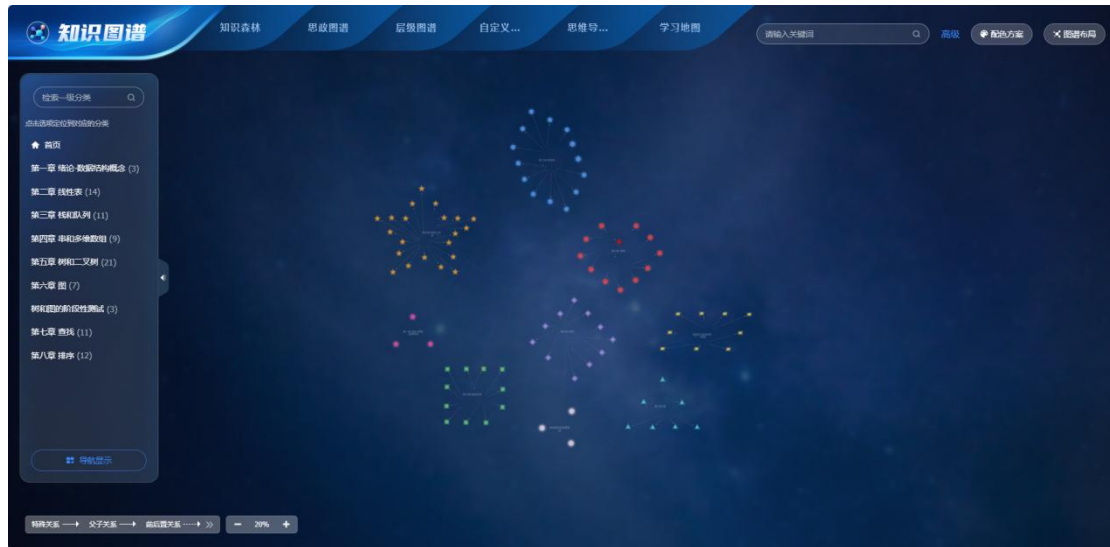 知识图谱
知识森林
思政图谱
层级图谱
自定义...
思维导...
学习地图
请输入关键词
高级
配色方案
图谱布局
检索一级分类
点击选项定位到对应的分类
首页
第一章 绪论-数据结构概念 (3)
第二章 线性表 (14)
第三章 栈和队列 (11)
第四章 串和多维数组 (9)
第五章 树和二叉树 (21)
第六章 图 (7)
树和图的阶段性测试 (3)
第七章 查找 (11)
第八章 排序 (12)
导航显示
特殊关系
父子关系
前后置关系
20%